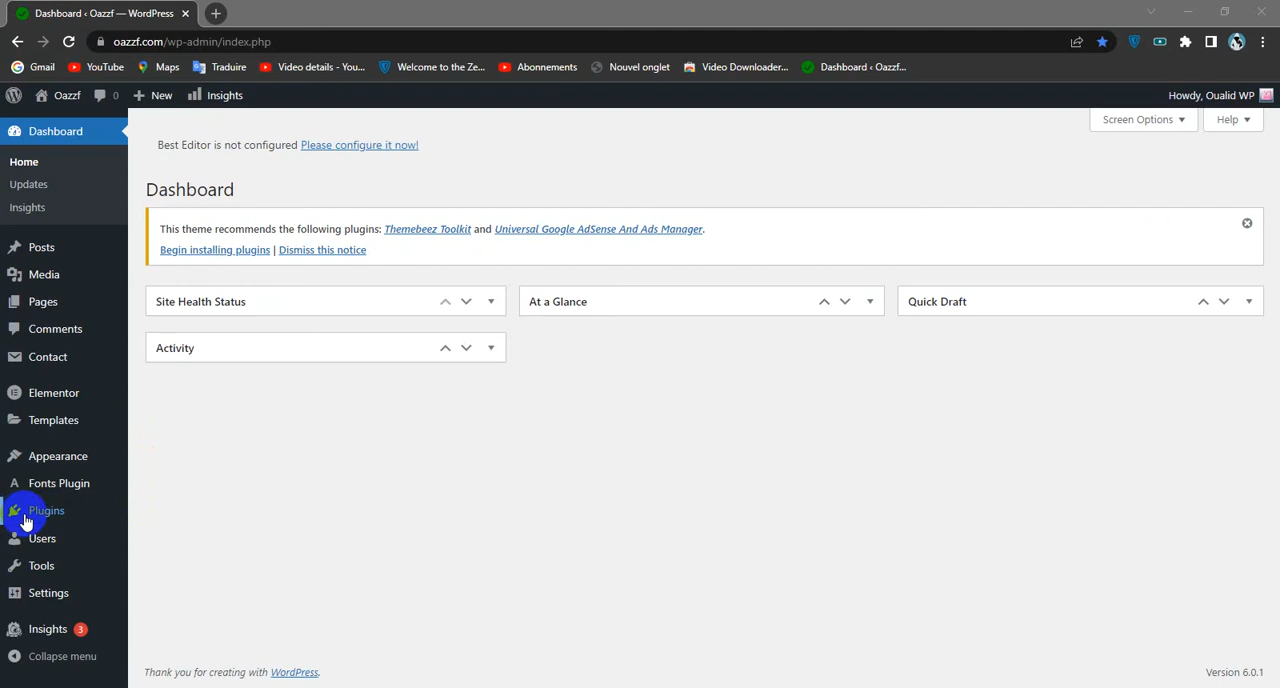 Dashboard ‹ Oazzf — WordPress
oazzf.com/wp-admin/index.php
Gmail YouTube Maps Traduire Video details - You... Welcome to the Ze... Abonnements Nouvel onglet Video Downloader... Dashboard ‹ Oazzf...
Oazzf 0 New Insights Howdy, Oualid WP
Screen Options Help
Dashboard
Home
Updates
Insights
Posts
Media
Pages
Comments
Contact
Elementor
Templates
Appearance
A Fonts Plugin
Plugins
Users
Tools
Settings
Insights 3
Collapse menu
Best Editor is not configured Please configure it now!
Dashboard
This theme recommends the following plugins: Themebeez Toolkit and Universal Google AdSense And Ads Manager.
Begin installing plugins | Dismiss this notice
Site Health Status At a Glance Quick Draft
Activity
Thank you for creating with WordPress. Version 6.0.1